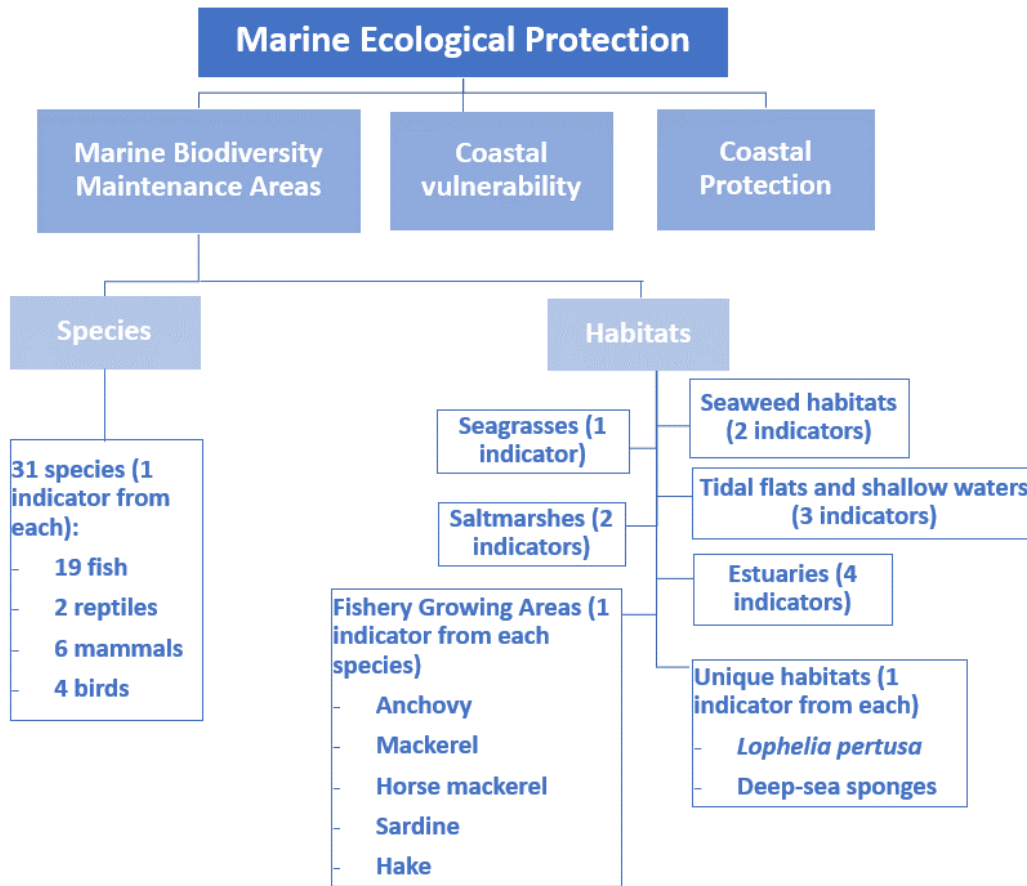 Marine Ecological Protection
Marine Biodiversity
Maintenance Areas
Coastal
vulnerability
Coastal
Protection
Species
Habitats
31 species (1
indicator from
each):
- 19 fish
- 2 reptiles
- 6 mammals
- 4 birds
Seagrasses (1
indicator)
Seaweed habitats
(2 indicators)
Saltmarshes (2
indicators)
Tidal flats and shallow waters
(3 indicators)
Estuaries (4
indicators)
Fishery Growing Areas (1
indicator from each
species)
- Anchovy
- Mackerel
- Horse mackerel
- Sardine
- Hake
Unique habitats (1
indicator from each)
- Lophelia pertusa
- Deep-sea sponges